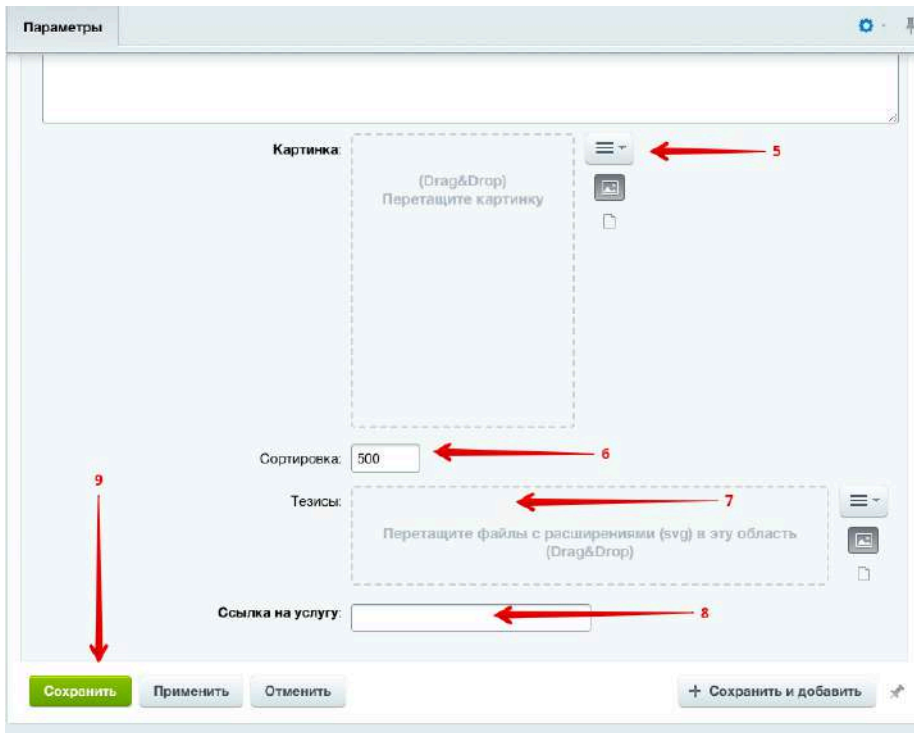 Параметры
Картинка:
5
(Drag&Drop)
Перетащите картинку
Сортировка:
500
6
9
Тезисы:
7
Перетащите файлы с расширениями (svg) в эту область
(Drag&Drop)
Ссылка на услугу:
8
Сохранить
Применить
Отменить
+ Сохранить и добавить